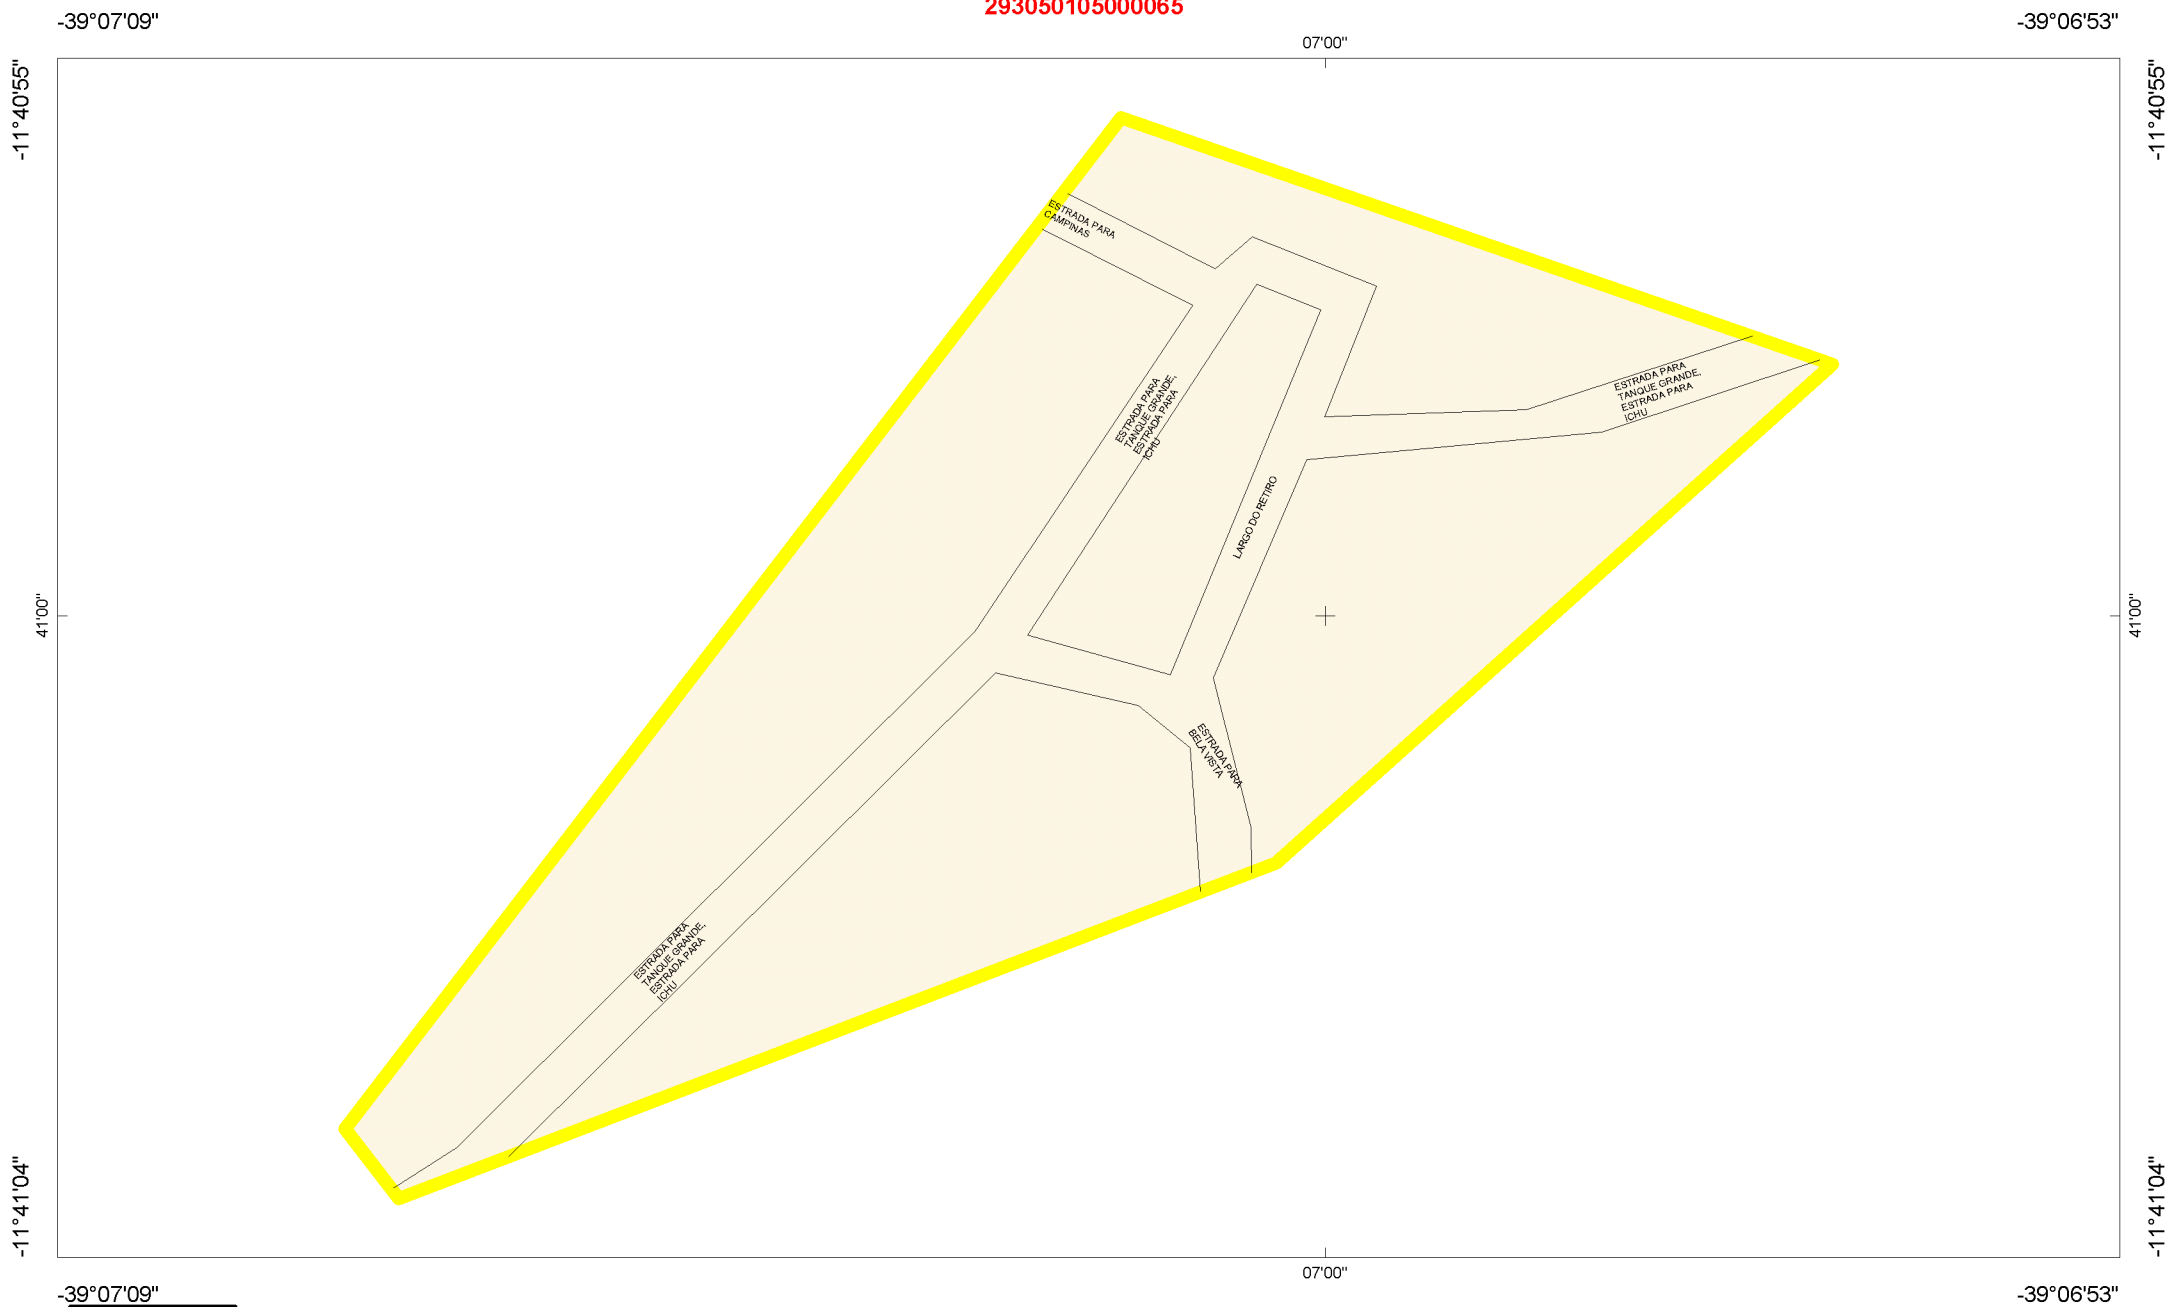 293050105000065
-39°07'09"
-39°06'53"
07'00"
-11°40'55"
-11°40'55"
ESTRADA PARA
CAMPINAS
ESTRADA PARA
TANQUE GRANDE,
ESTRADA PARA
ICHU
ESTRADA PARA
TANQUE GRANDE,
ESTRADA PARA
ICHU
LARGO DO RETIRO
41'00"
41'00"
ESTRADA PARA
BELA VISTA
ESTRADA PARA
TANQUE GRANDE,
ESTRADA PARA
ICHU
-11°41'04"
-11°41'04"
07'00"
-39°07'09"
-39°06'53"